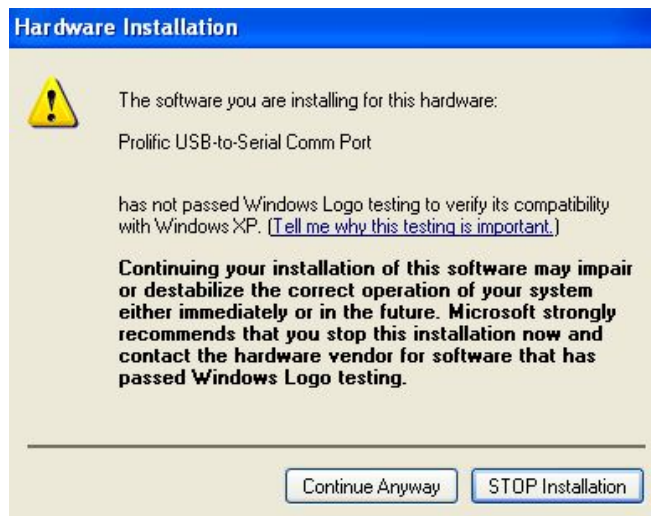 Hardware Installation
The software you are installing for this hardware:
Prolific USB-to-Serial Comm Port
has not passed Windows Logo testing to verify its compatibility
with Windows XP. (Tell me why this testing is important.)
Continuing your installation of this software may impair
or destabilize the correct operation of your system
either immediately or in the future. Microsoft strongly
recommends that you stop this installation now and
contact the hardware vendor for software that has
passed Windows Logo testing.
Continue Anyway STOP Installation